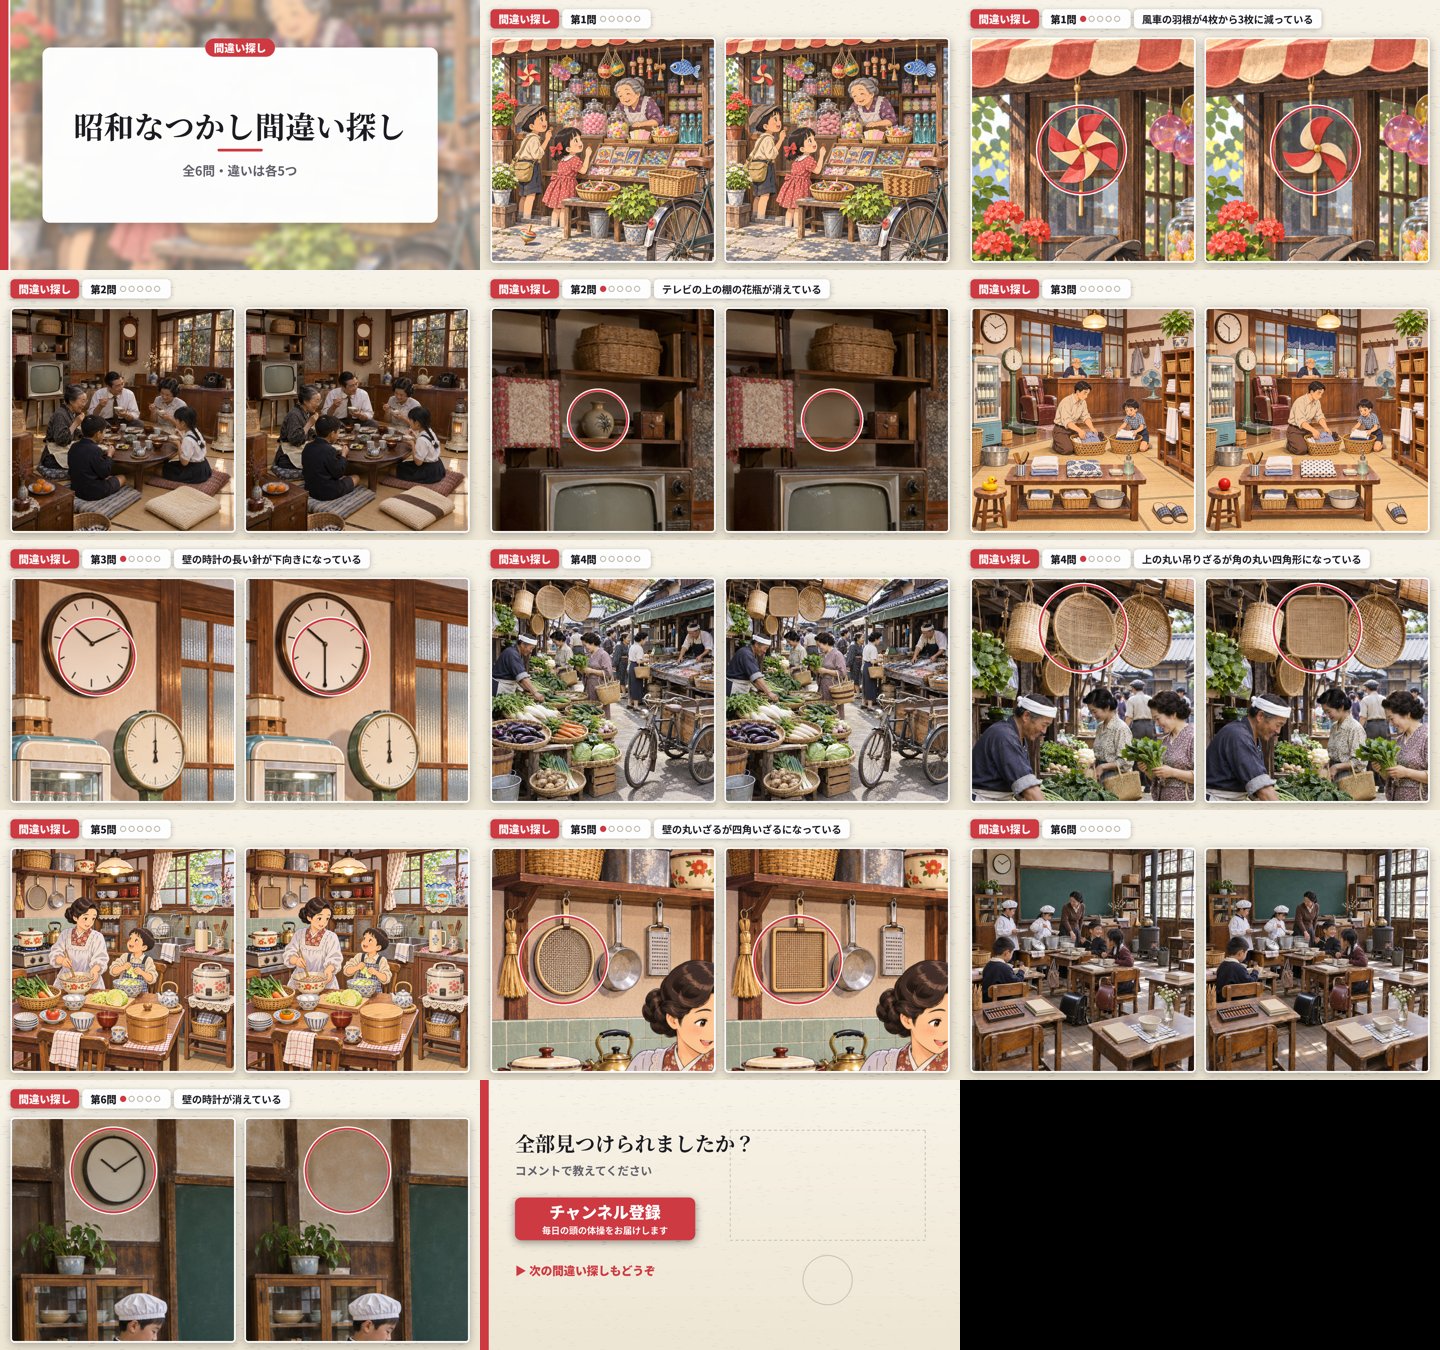 間違い探し
昭和なつかし間違い探し
全6問・違いは各5つ
間違い探し 第1問
間違い探し 第1問 風車の羽根が4枚から3枚に減っている
間違い探し 第2問
間違い探し 第2問 テレビの上の棚の花瓶が消えている
間違い探し 第3問
間違い探し 第3問 壁の時計の長い針が下向きになっている
間違い探し 第4問
間違い探し 第4問 上の丸い吊りざるが角の丸い四角形になっている
間違い探し 第5問
間違い探し 第5問 壁の丸いざるが四角いざるになっている
間違い探し 第6問
間違い探し 第6問 壁の時計が消えている
全部見つけられましたか？
コメントで教えてください
チャンネル登録
毎日の頭の体操をお届けします
▶ 次の間違い探しもどうぞ